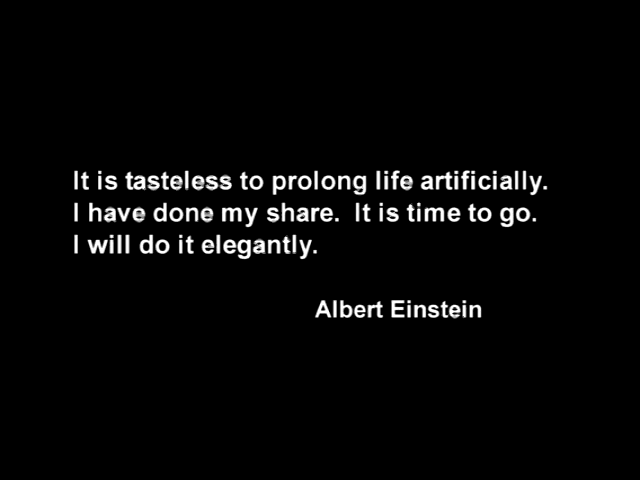 It is tasteless to prolong life artificially.
I have done my share.  It is time to go.
I will do it elegantly.
Albert Einstein